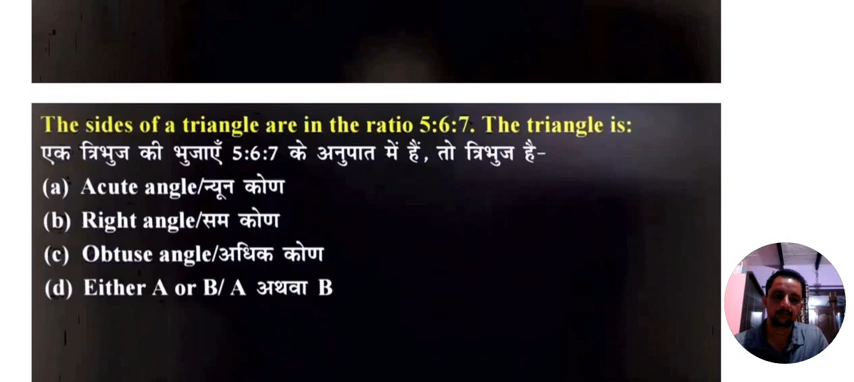 The sides of a triangle are in the ratio 5:6:7. The triangle is:
एक त्रिभुज की भुजाएँ 5:6:7 के अनुपात में हैं, तो त्रिभुज है-
(a) Acute angle/न्यून कोण
(b) Right angle/सम कोण
(c) Obtuse angle/अधिक कोण
(d) Either A or B/ A अथवा B